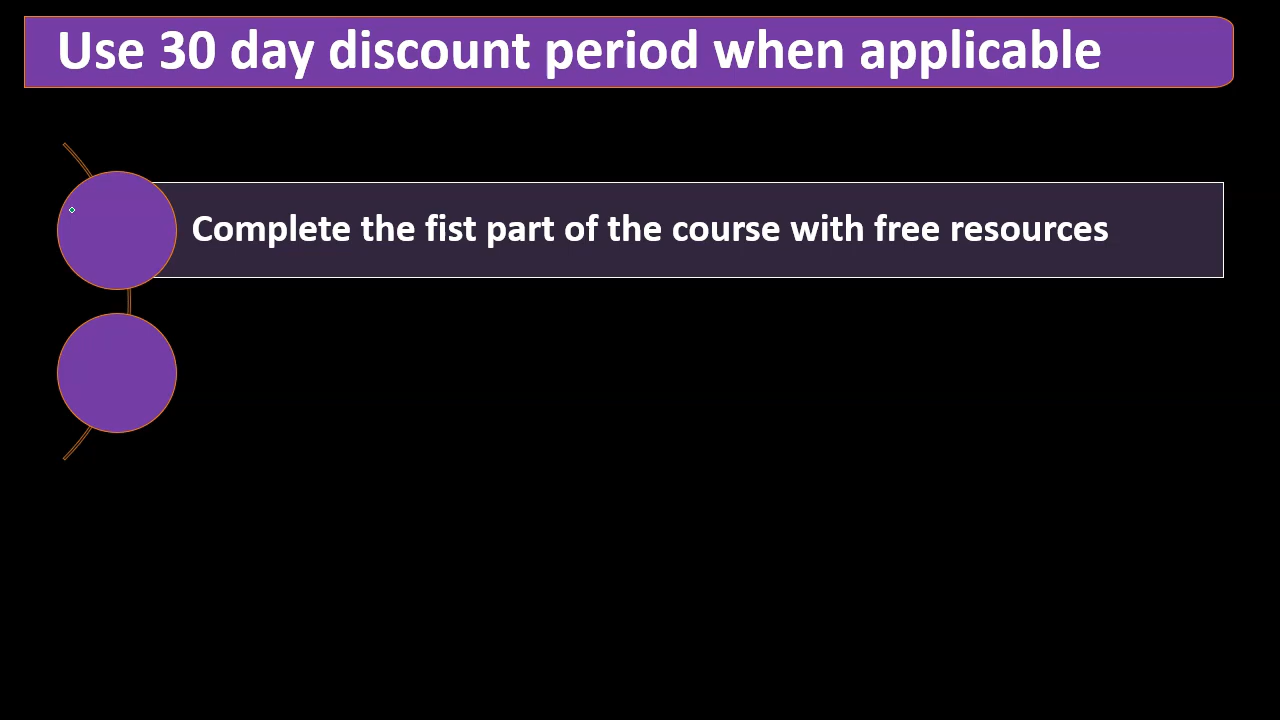 Use 30 day discount period when applicable
Complete the fist part of the course with free resources